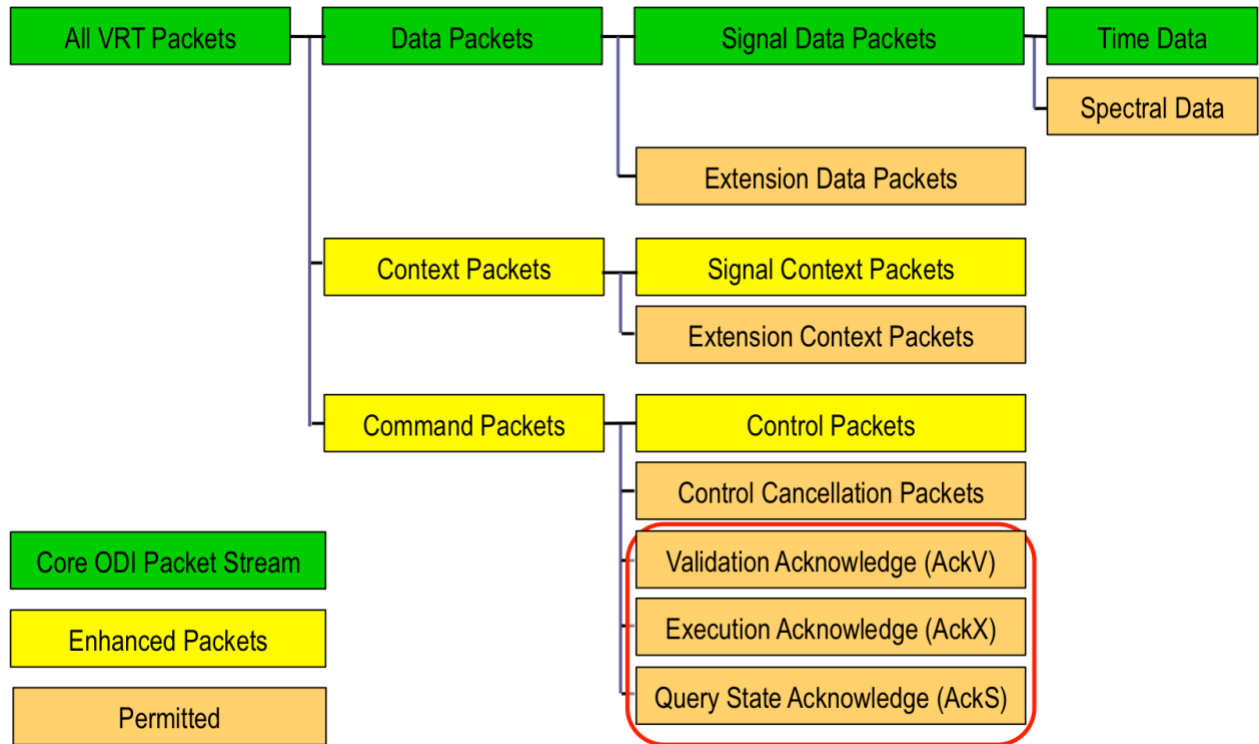 All VRT Packets
Data Packets
Signal Data Packets
Time Data
Spectral Data
Extension Data Packets
Context Packets
Signal Context Packets
Extension Context Packets
Command Packets
Control Packets
Control Cancellation Packets
Validation Acknowledge (AckV)
Execution Acknowledge (AckX)
Query State Acknowledge (AckS)
Core ODI Packet Stream
Enhanced Packets
Permitted